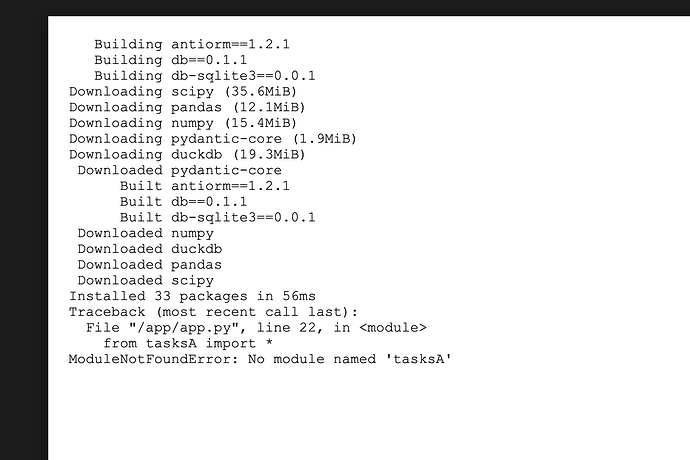 Building antiorm==1.2.1
Building db==0.1.1
Building db-sqlite3==0.0.1
Downloading scipy (35.6MiB)
Downloading pandas (12.1MiB)
Downloading numpy (15.4MiB)
Downloading pydantic-core (1.9MiB)
Downloading duckdb (19.3MiB)
Downloaded pydantic-core
Built antiorm==1.2.1
Built db==0.1.1
Built db-sqlite3==0.0.1
Downloaded numpy
Downloaded duckdb
Downloaded pandas
Downloaded scipy
Installed 33 packages in 56ms
Traceback (most recent call last):
File "/app/app.py", line 22, in <module>
from tasksA import *
ModuleNotFoundError: No module named 'tasksA'